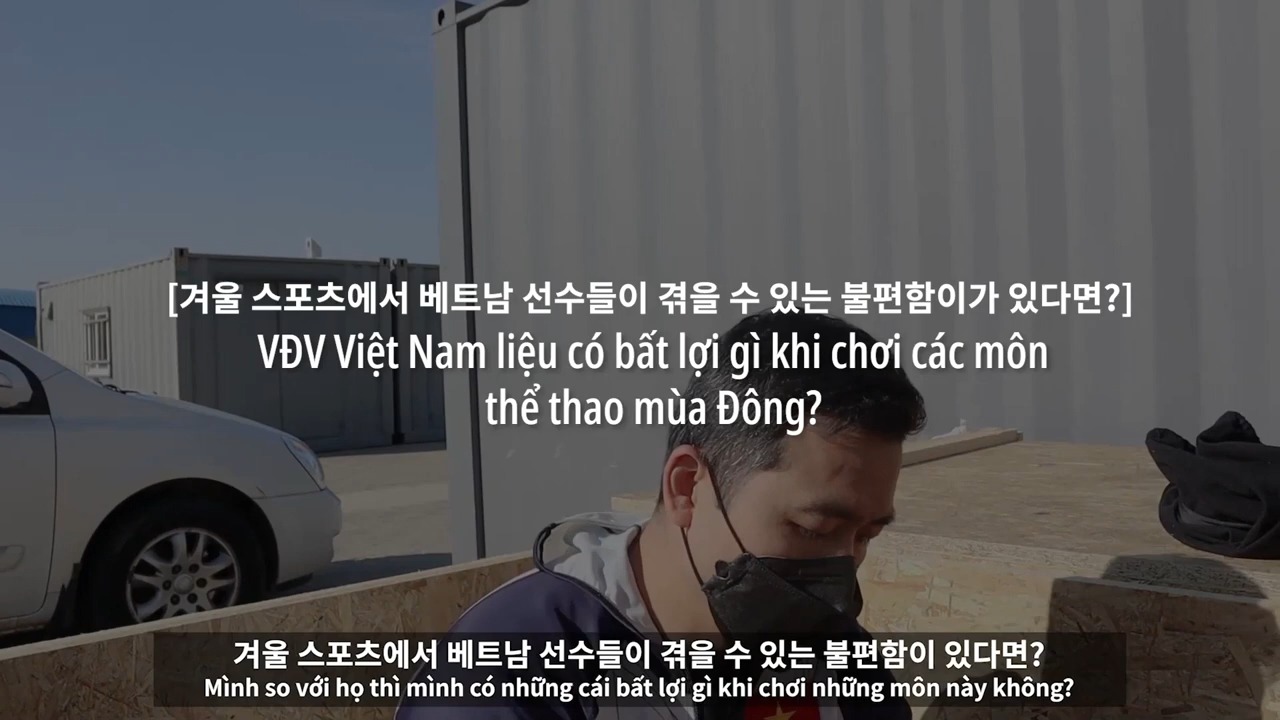 [겨울 스포츠에서 베트남 선수들이 겪을 수 있는 불편함이가 있다면?]
VĐV Việt Nam liệu có bất lợi gì khi chơi các môn
thể thao mùa Đông?
겨울 스포츠에서 베트남 선수들이 겪을 수 있는 불편함이 있다면?
Mình so với họ thì mình có những cái bất lợi gì khi chơi những môn này không?